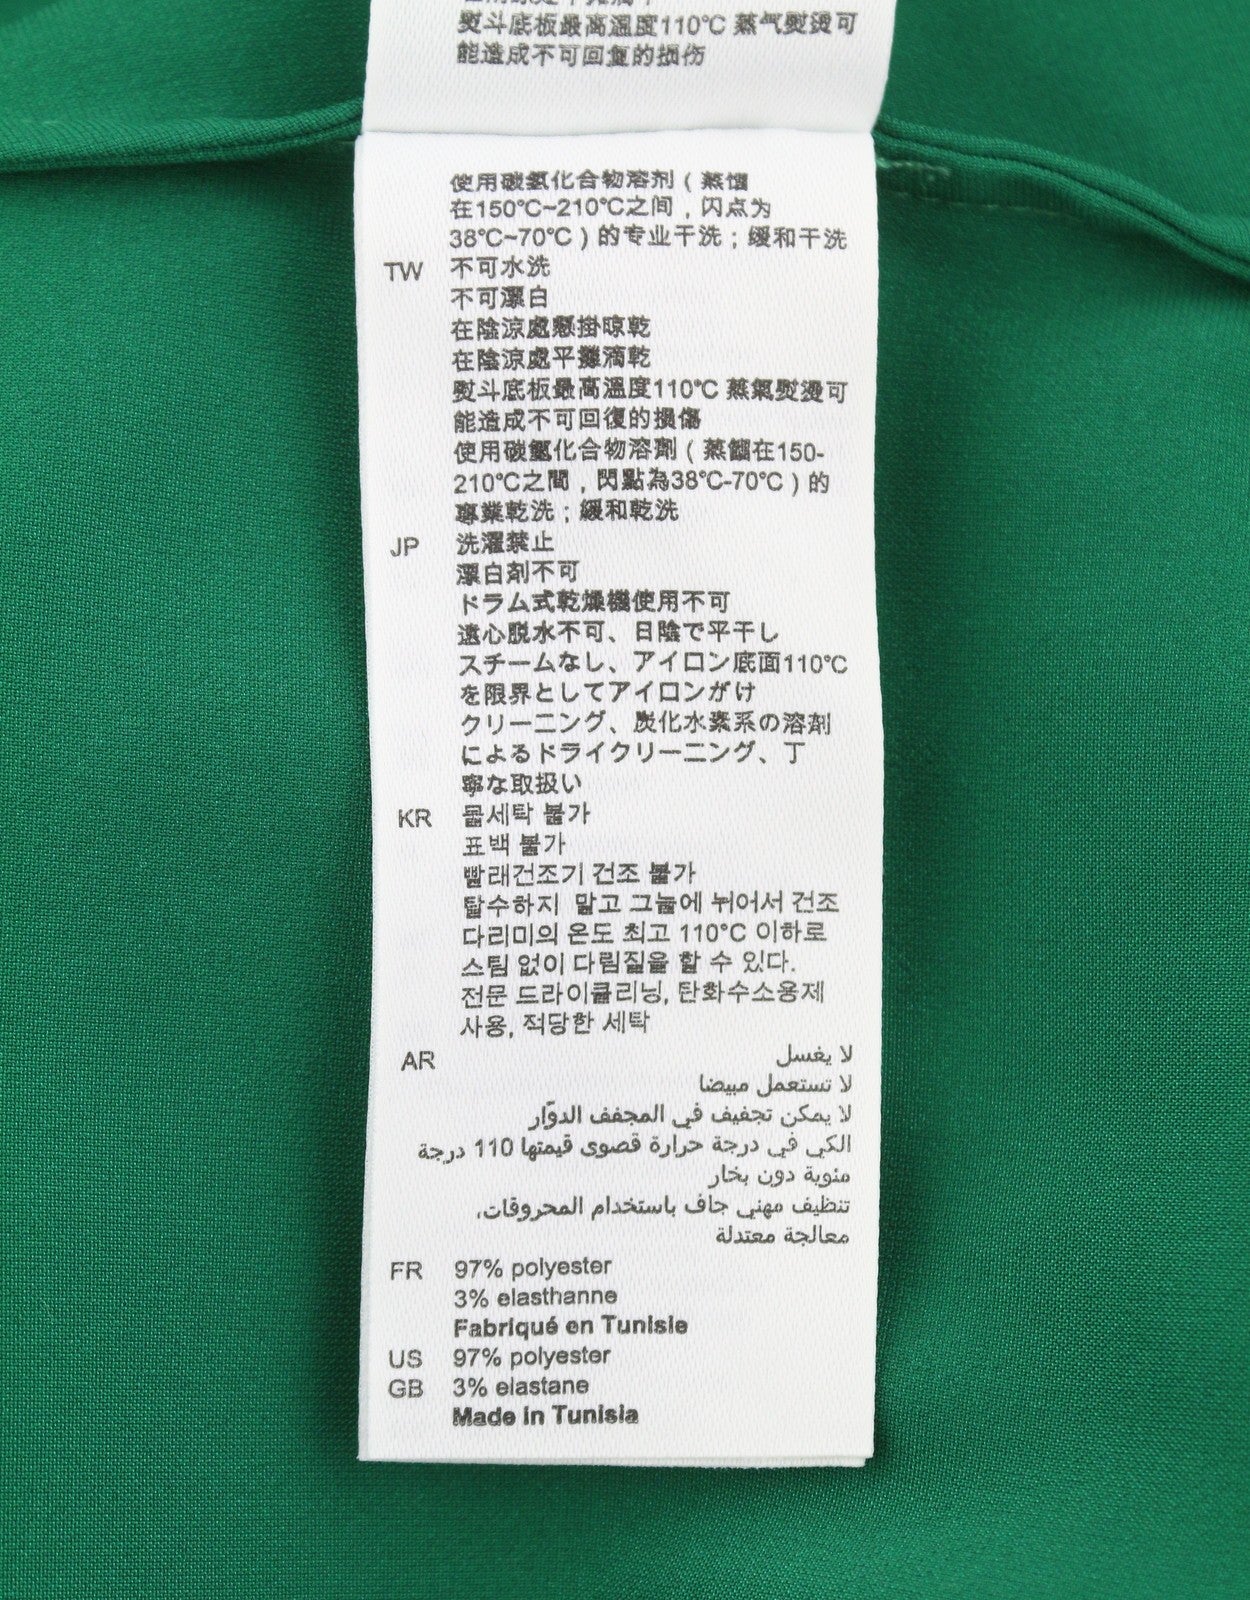 熨斗底板最高溫度110℃ 蒸气熨烫可
能造成不可回复的损伤
使用碳氢化合物溶剂（蒸馏
在150℃~210℃之间，闪点为
38℃~70℃）的专业干洗；缓和干洗
TW 不可水洗
不可漂白
在陰涼處懸掛晾乾
在陰涼處平攤滴乾
熨斗底板最高溫度110℃ 蒸氣熨燙可
能造成不可回復的損傷
使用碳氫化合物溶劑（蒸餾在150-
210℃之間，閃點為38℃-70℃）的
專業乾洗；緩和乾洗
JP 洗濯禁止
漂白剤不可
ドラム式乾燥機使用不可
遠心脱水不可、日陰で平干し
スチームなし、アイロン底面110℃
を限界としてアイロンがけ
クリーニング、炭化水素系の溶剤
によるドライクリーニング、丁
寧な取扱い
KR 물세탁 불가
표백 불가
빨래건조기 건조 불가
탈수하지 말고 그늘에 뉘어서 건조
다리미의 온도 최고 110°C 이하로
스팀 없이 다림질을 할 수 있다.
전문 드라이클리닝, 탄화수소용제
사용, 적당한 세탁
AR لا يغسل
لا تستعمل مبيضا
لا يمكن تجفيف في المجفف الدوّار
الكي في درجة حرارة قصوى قيمتها 110 درجة
مئوية دون بخار
تنظيف مهني جاف باستخدام المحروقات،
معالجة معتدلة
FR 97% polyester
3% elasthanne
Fabriqué en Tunisie
US 97% polyester
GB 3% elastane
Made in Tunisia